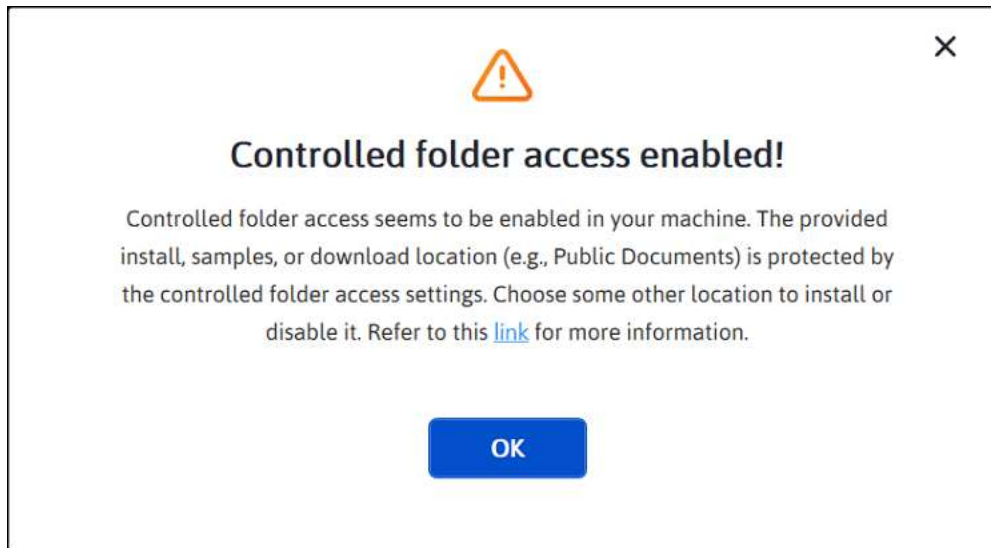 Controlled folder access enabled!
Controlled folder access seems to be enabled in your machine. The provided
install, samples, or download location (e.g., Public Documents) is protected by
the controlled folder access settings. Choose some other location to install or
disable it. Refer to this link for more information.
OK